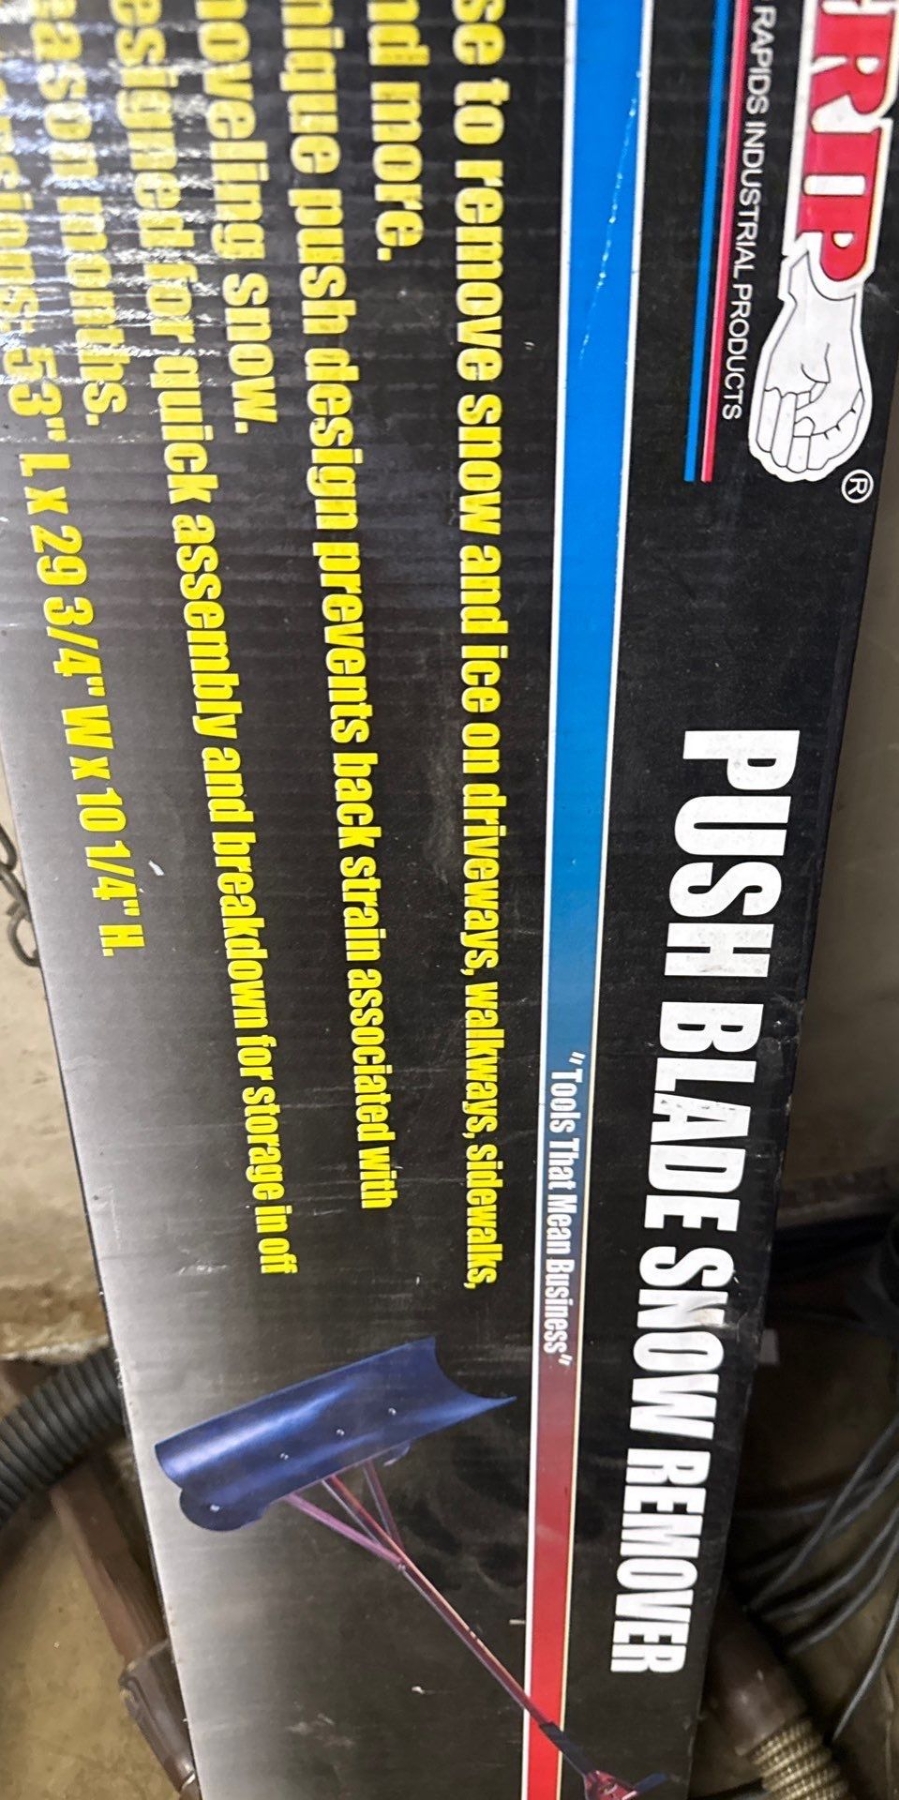 RIP
RAPIDS INDUSTRIAL PRODUCTS
®
PUSH BLADE SNOW REMOVER
"Tools That Mean Business"
se to remove snow and ice on driveways, walkways, sidewalks,
nd more.
nique push design prevents back strain associated with
hoveling snow.
esigned for quick assembly and breakdown for storage in off
eason months.
53" L x 29 3/4" W x 10 1/4" H.